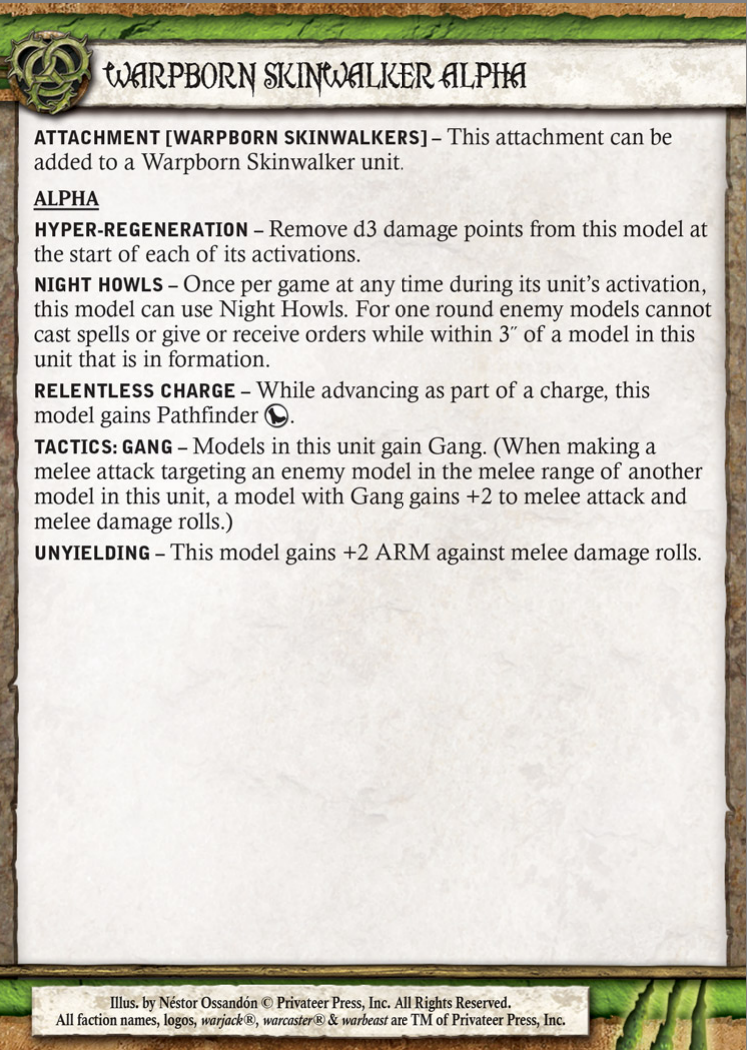 WARPBORN SKINWALKER ALPHA
ATTACHMENT [WARPBORN SKINWALKERS] – This attachment can be
added to a Warpborn Skinwalker unit.
ALPHA
HYPER-REGENERATION – Remove d3 damage points from this model at
the start of each of its activations.
NIGHT HOWLS – Once per game at any time during its unit's activation,
this model can use Night Howls. For one round enemy models cannot
cast spells or give or receive orders while within 3″ of a model in this
unit that is in formation.
RELENTLESS CHARGE – While advancing as part of a charge, this
model gains Pathfinder .
TACTICS: GANG – Models in this unit gain Gang. (When making a
melee attack targeting an enemy model in the melee range of another
model in this unit, a model with Gang gains +2 to melee attack and
melee damage rolls.)
UNYIELDING – This model gains +2 ARM against melee damage rolls.
Illus. by Néstor Ossandón © Privateer Press, Inc. All Rights Reserved.
All faction names, logos, warjack®, warcaster® & warbeast are TM of Privateer Press, Inc.